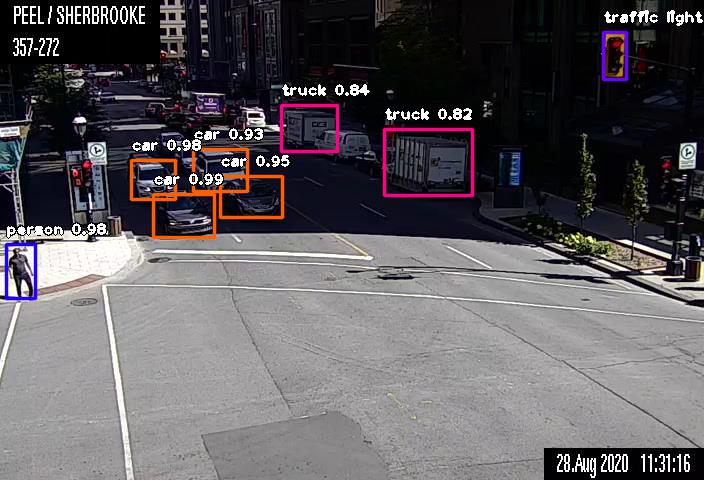 PEEL / SHERBROOKE
357-272
traffic light
truck 0.84
truck 0.82
car 0.93
car 0.98
car 0.95
car 0.99
person 0.98
28.Aug 2020 11:31:16